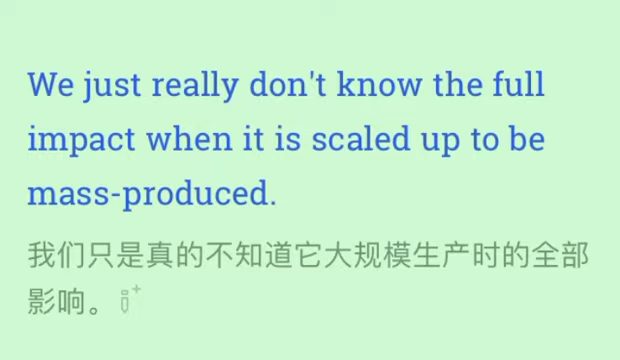 We just really don't know the full
impact when it is scaled up to be
mass-produced.
我们只是真的不知道它大规模生产时的全部
影响。